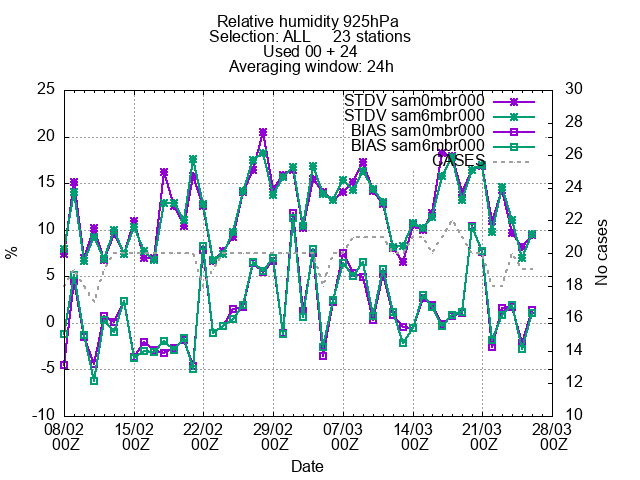 Relative humidity 925hPa
Selection: ALL 23 stations
Used 00 + 24
Averaging window: 24h
STDV sam0mbr000
STDV sam6mbr000
BIAS sam0mbr000
BIAS sam6mbr000
CASES
25
20
15
10
5
0
-5
-10
%
30
28
26
24
22
20
18
16
14
12
10
No cases
08/02 15/02 22/02 29/02 07/03 14/03 21/03 28/03
00Z 00Z 00Z 00Z 00Z 00Z 00Z 00Z
Date